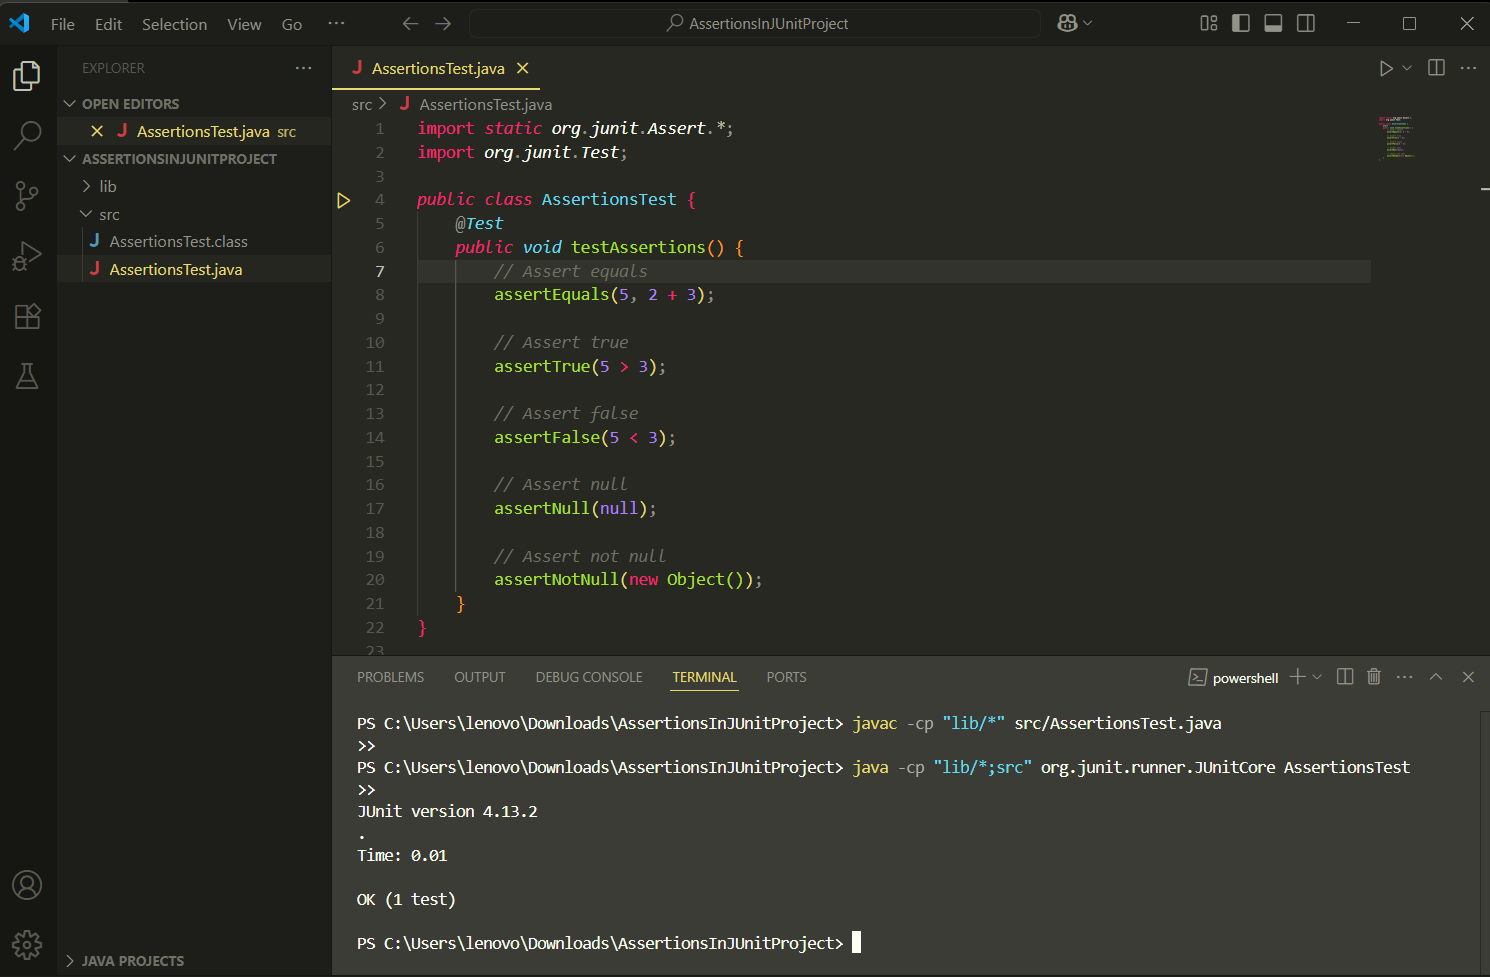 File Edit Selection View Go ··· AssertionsInJUnitProject
EXPLORER ···
OPEN EDITORS
AssertionsTest.java src
ASSERTIONSINJUNITPROJECT
lib
src
AssertionsTest.class
AssertionsTest.java
JAVA PROJECTS
AssertionsTest.java
src > AssertionsTest.java
1 import static org.junit.Assert.*;
2 import org.junit.Test;
3
4 public class AssertionsTest {
5 @Test
6 public void testAssertions() {
7 // Assert equals
8 assertEquals(5, 2 + 3);
9
10 // Assert true
11 assertTrue(5 > 3);
12
13 // Assert false
14 assertFalse(5 < 3);
15
16 // Assert null
17 assertNull(null);
18
19 // Assert not null
20 assertNotNull(new Object());
21 }
22 }
23
PROBLEMS OUTPUT DEBUG CONSOLE TERMINAL PORTS powershell
PS C:\Users\lenovo\Downloads\AssertionsInJUnitProject> javac -cp "lib/*" src/AssertionsTest.java
>>
PS C:\Users\lenovo\Downloads\AssertionsInJUnitProject> java -cp "lib/*;src" org.junit.runner.JUnitCore AssertionsTest
>>
JUnit version 4.13.2
.
Time: 0.01
OK (1 test)
PS C:\Users\lenovo\Downloads\AssertionsInJUnitProject>